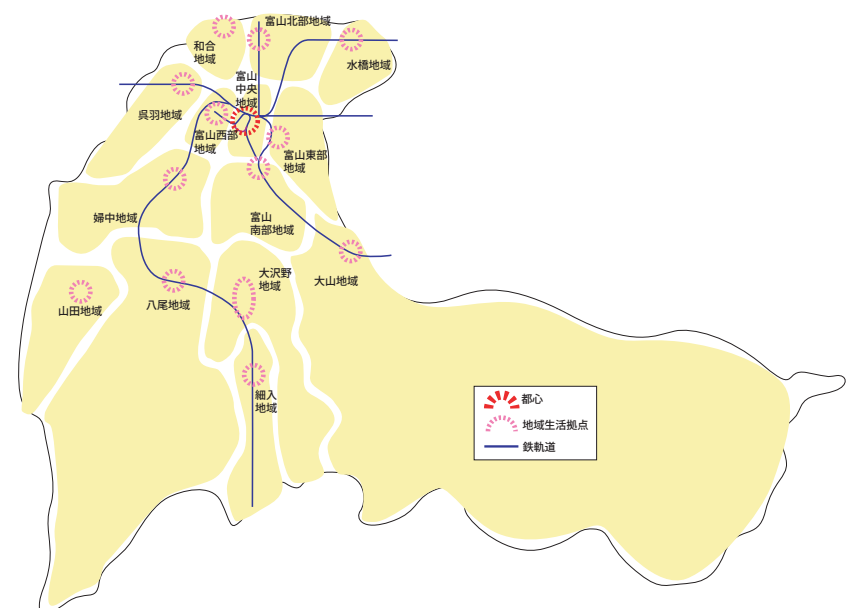 富山北部地域
和合
地域
水橋地域
富山
中央
地域
呉羽地域
富山西部
地域
富山東部
地域
婦中地域
富山
南部地域
大沢野
地域
大山地域
山田地域
八尾地域
細入
地域
都心
地域生活拠点
鉄軌道